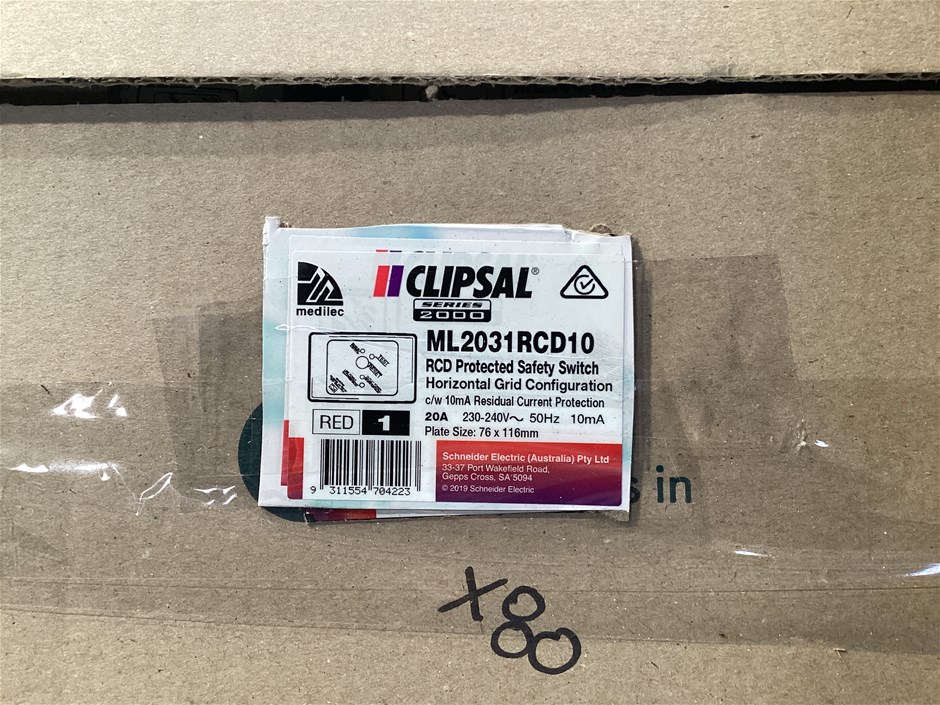 medilec
CLIPSAL®
SERIES
2000
ML2031RCD10
RCD Protected Safety Switch
Horizontal Grid Configuration
c/w 10mA Residual Current Protection
20A 230-240V~ 50Hz 10mA
Plate Size: 76 x 116mm
TEST
RESET
RED 1
9 311554 704223
Schneider Electric (Australia) Pty Ltd
33-37 Port Wakefield Road,
Gepps Cross, SA 5094
© 2019 Schneider Electric
s in
X80